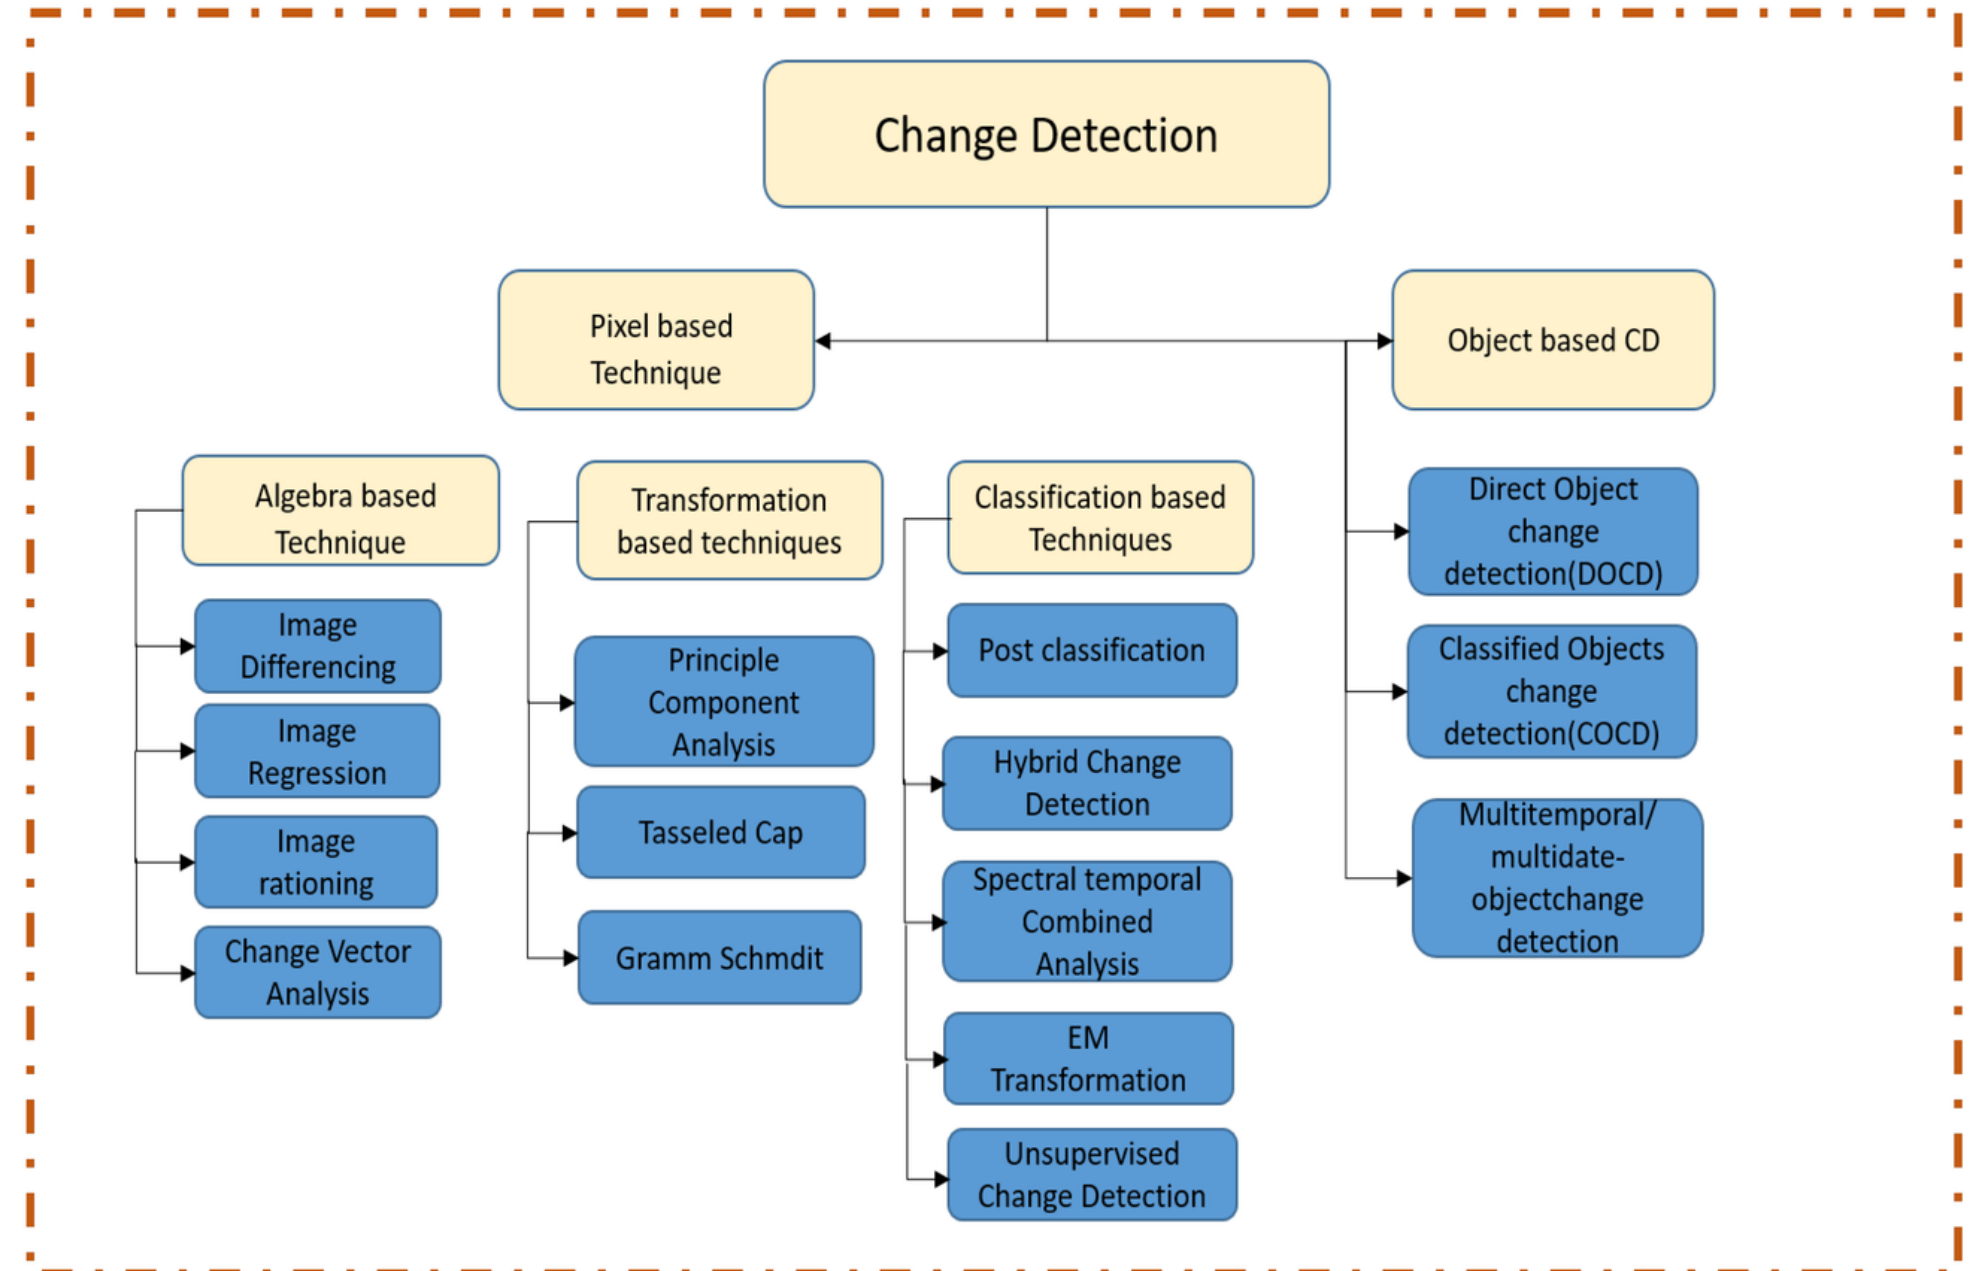 Change Detection
Pixel based
Technique
Object based CD
Algebra based
Technique
Transformation
based techniques
Classification based
Techniques
Image
Differencing
Image
Regression
Image
rationing
Change Vector
Analysis
Principle
Component
Analysis
Tasseled Cap
Gramm Schmdit
Post classification
Hybrid Change
Detection
Spectral temporal
Combined
Analysis
EM
Transformation
Unsupervised
Change Detection
Direct Object
change
detection(DOCD)
Classified Objects
change
detection(COCD)
Multitemporal/
multidate-
objectchange
detection